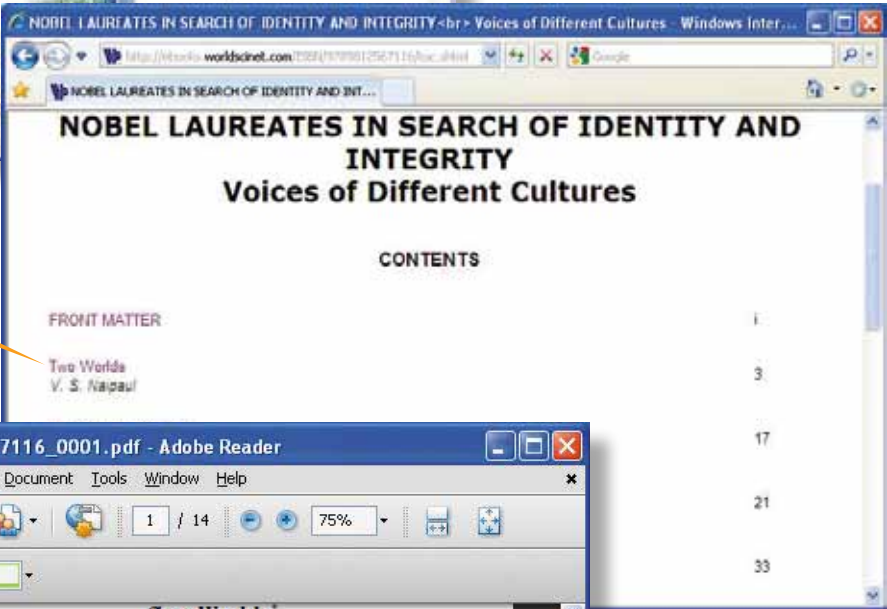 NOBEL LAUREATES IN SEARCH OF IDENTITY AND INTEGRITY<br> Voices of Different Cultures - Windows Inter...
worldscinet.com
Google
NOBEL LAUREATES IN SEARCH OF IDENTITY AND INT...
NOBEL LAUREATES IN SEARCH OF IDENTITY AND
INTEGRITY
Voices of Different Cultures
CONTENTS
FRONT MATTER i
Two Worlds 3
V. S. Naipaul
17
21
33
7116_0001.pdf - Adobe Reader
Document Tools Window Help
1 / 14 75%